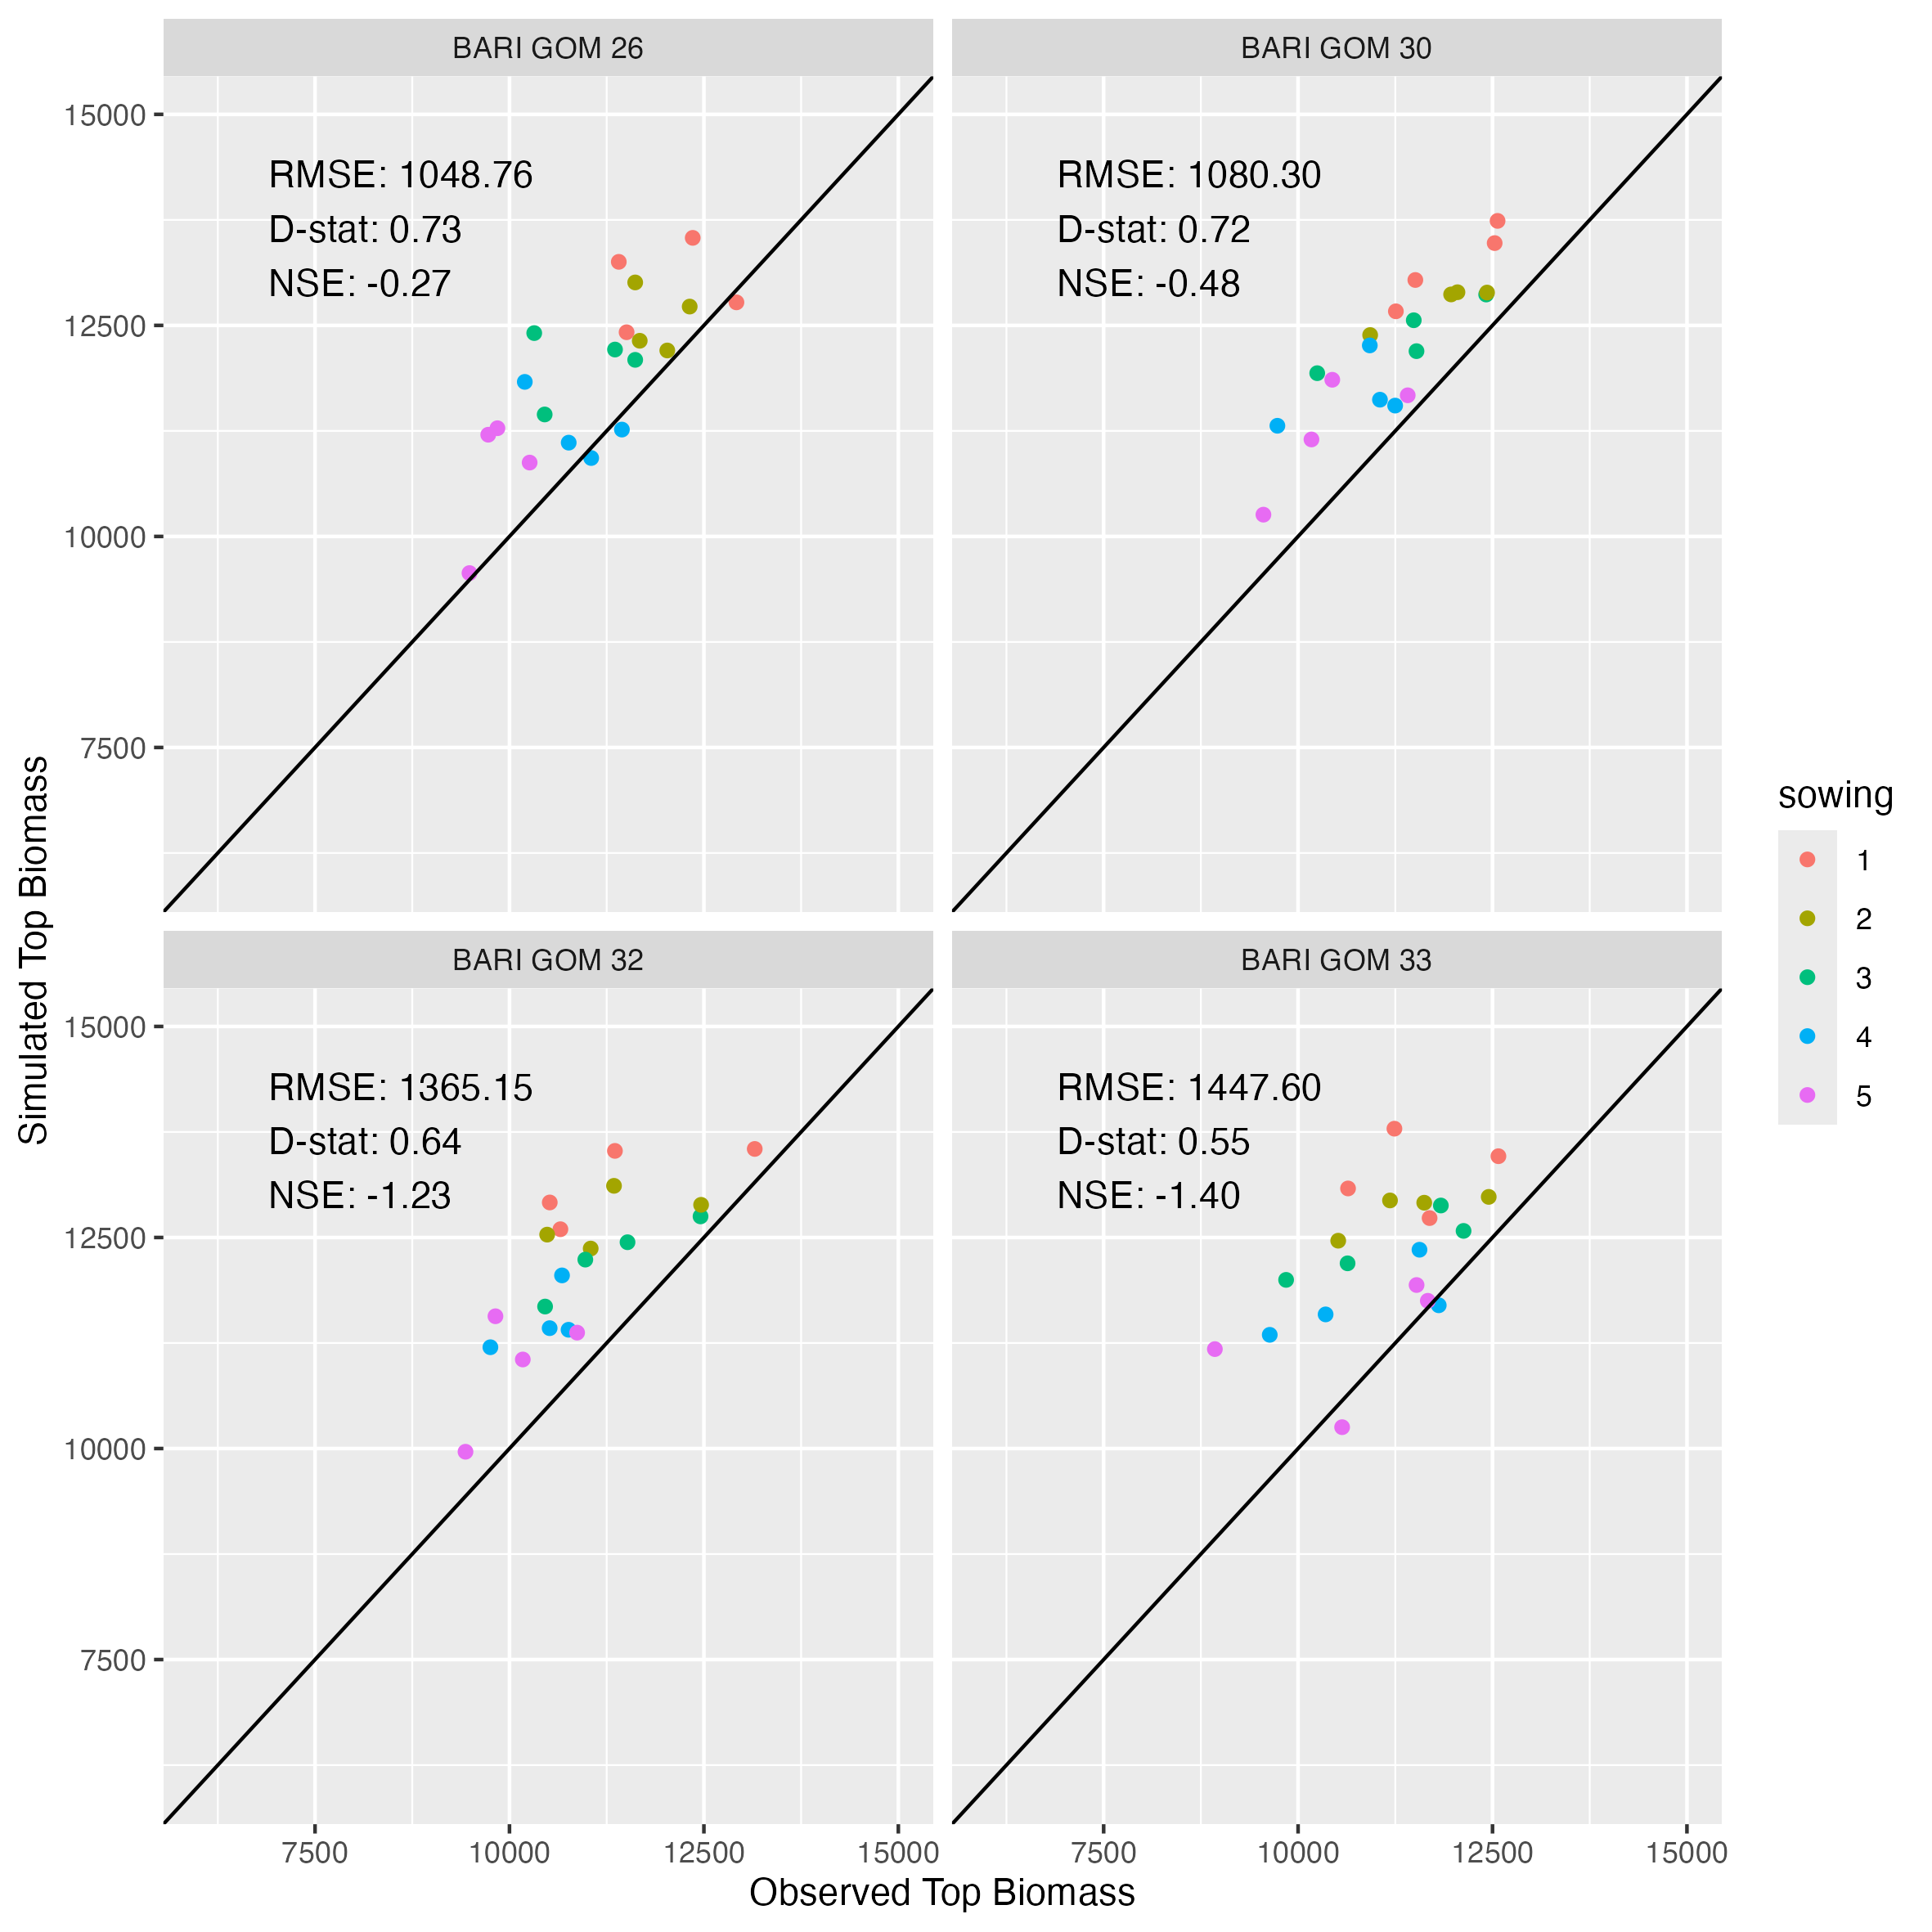 BARI GOM 26
BARI GOM 30
15000
12500
10000
7500
RMSE: 1048.76
D-stat: 0.73
NSE: -0.27
RMSE: 1080.30
D-stat: 0.72
NSE: -0.48
BARI GOM 32
BARI GOM 33
15000
12500
10000
7500
RMSE: 1365.15
D-stat: 0.64
NSE: -1.23
RMSE: 1447.60
D-stat: 0.55
NSE: -1.40
7500 10000 12500 15000
7500 10000 12500 15000
Observed Top Biomass
Simulated Top Biomass
sowing
1
2
3
4
5